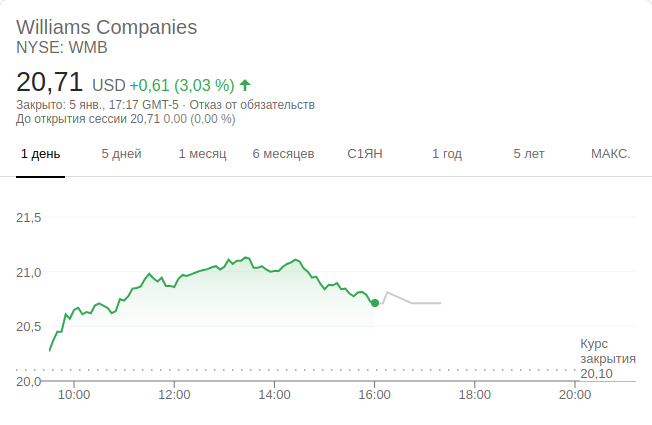 Williams Companies
NYSE: WMB
20,71 USD +0,61 (3,03 %)
Закрыто: 5 янв., 17:17 GMT-5 · Отказ от обязательств
До открытия сессии 20,71 0,00 (0,00 %)
1 день 5 дней 1 месяц 6 месяцев С1ЯН 1 год 5 лет МАКС.
21,5
21,0
20,5
Курс
закрытия
20,10
20,0
10:00 12:00 14:00 16:00 18:00 20:00